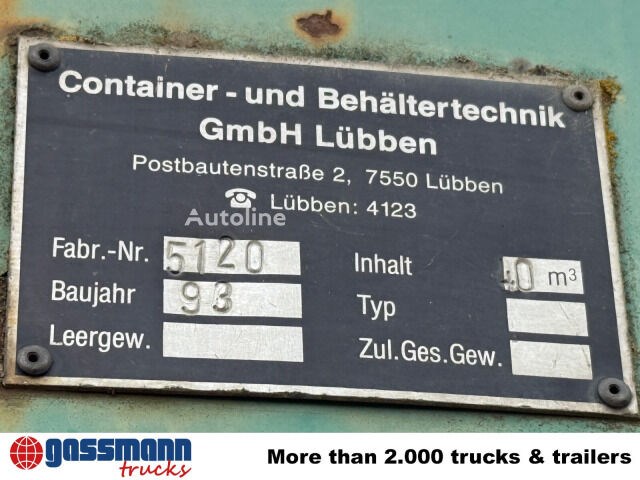 Container - und Behältertechnik
GmbH Lübben
Postbautenstraße 2, 7550 Lübben
☎ Lübben: 4123
Autoline
Fabr.-Nr. 5120
Baujahr 93
Leergew.
Inhalt 40 m³
Typ
Zul.Ges.Gew.
gassmann
trucks
More than 2.000 trucks & trailers